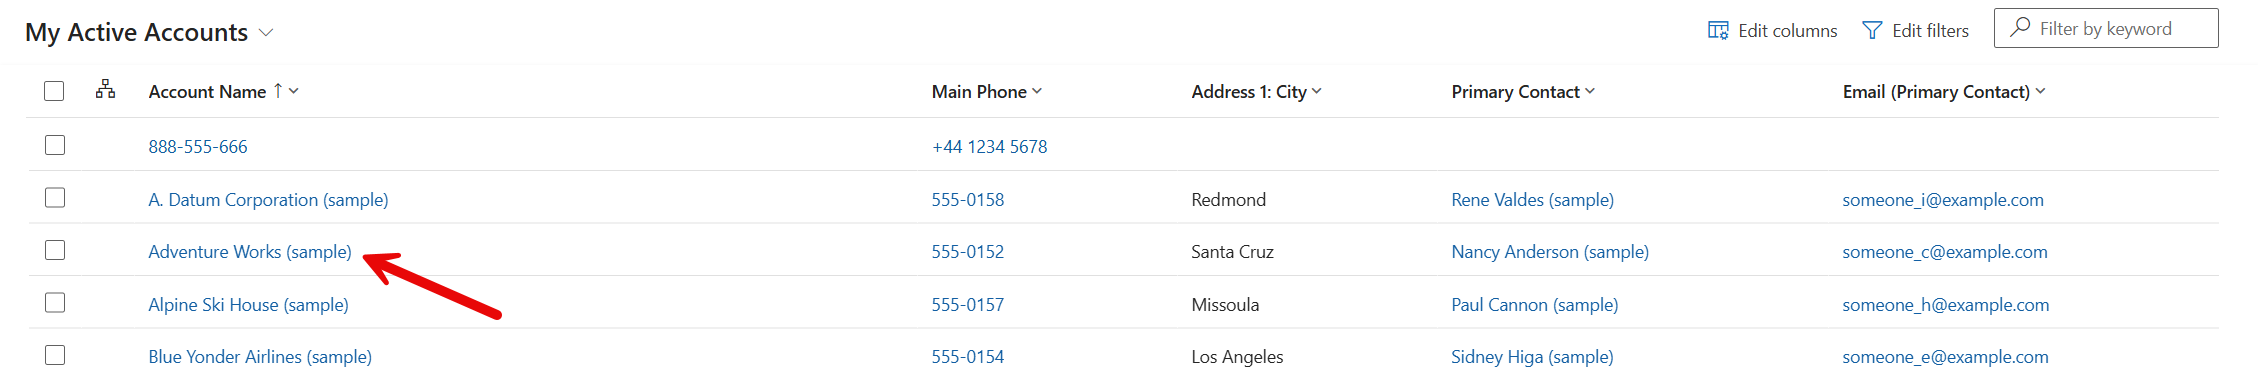 My Active Accounts Edit columns Edit filters Filter by keyword
Account Name Main Phone Address 1: City Primary Contact Email (Primary Contact)
888-555-666 +44 1234 5678
A. Datum Corporation (sample) 555-0158 Redmond Rene Valdes (sample) someone_i@example.com
Adventure Works (sample) 555-0152 Santa Cruz Nancy Anderson (sample) someone_c@example.com
Alpine Ski House (sample) 555-0157 Missoula Paul Cannon (sample) someone_h@example.com
Blue Yonder Airlines (sample) 555-0154 Los Angeles Sidney Higa (sample) someone_e@example.com